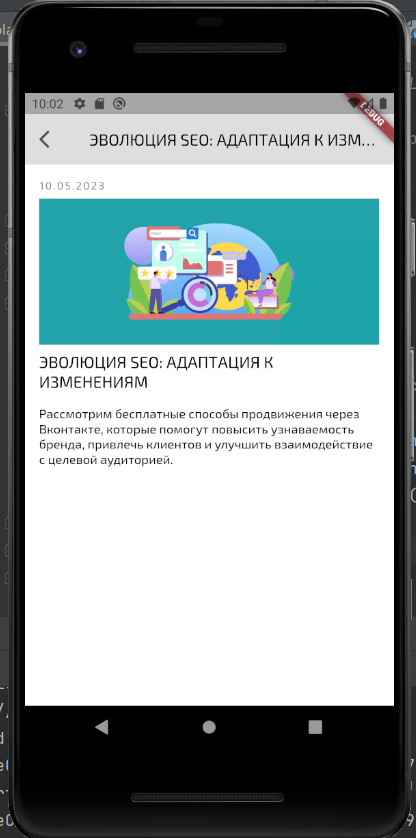 10:02
DEBUG
ЭВОЛЮЦИЯ SEO: АДАПТАЦИЯ К ИЗМ...
10.05.2023
ЭВОЛЮЦИЯ SEO: АДАПТАЦИЯ К
ИЗМЕНЕНИЯМ
Рассмотрим бесплатные способы продвижения через
Вконтакте, которые помогут повысить узнаваемость
бренда, привлечь клиентов и улучшить взаимодействие
с целевой аудиторией.